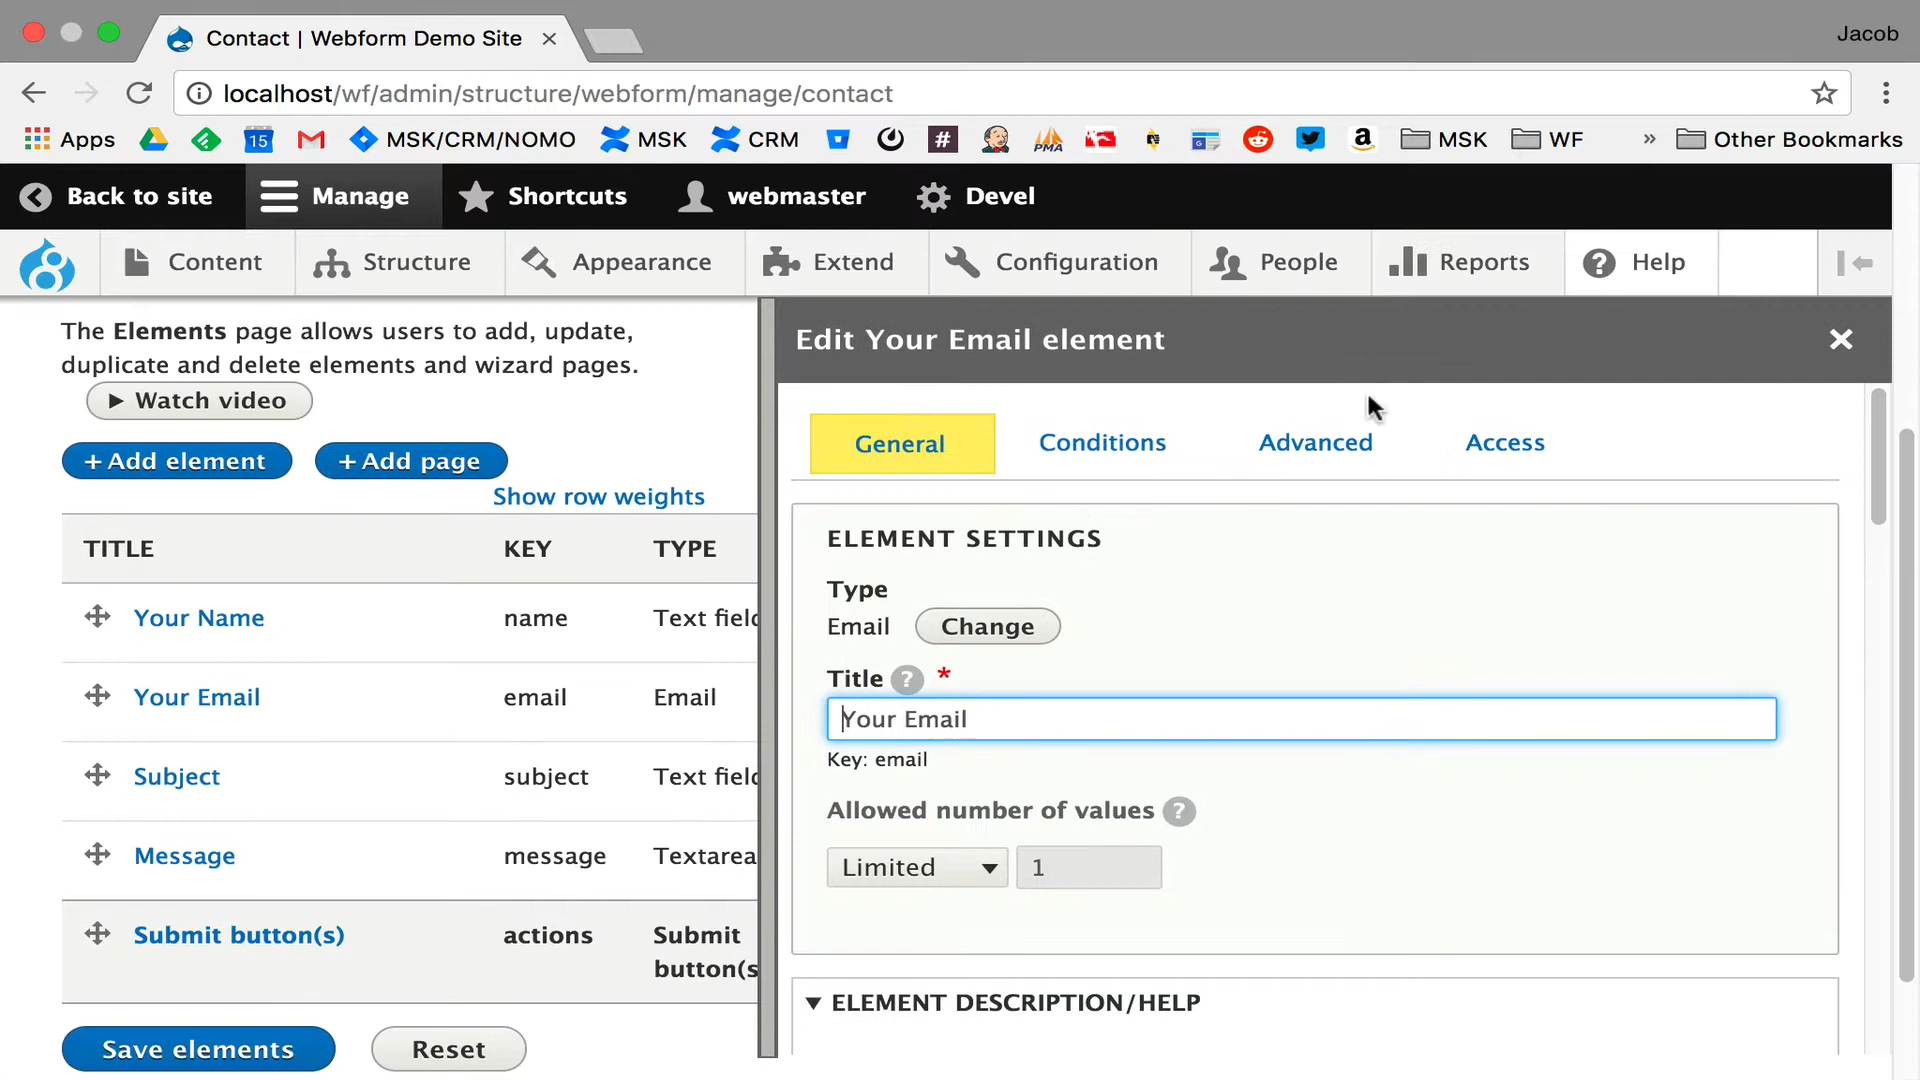 Contact | Webform Demo Site
Jacob
localhost/wf/admin/structure/webform/manage/contact
Apps 15 MSK/CRM/NOMO MSK CRM # PMA a MSK WF » Other Bookmarks
Back to site Manage Shortcuts webmaster Devel
Content Structure Appearance Extend Configuration People Reports Help
The Elements page allows users to add, update,
duplicate and delete elements and wizard pages.
Watch video
+ Add element + Add page
Show row weights
TITLE KEY TYPE
Your Name name Text field
Your Email email Email
Subject subject Text field
Message message Textarea
Submit button(s) actions Submit
button(s
Save elements Reset
Edit Your Email element
General Conditions Advanced Access
ELEMENT SETTINGS
Type
Email Change
Title ? *
Your Email
Key: email
Allowed number of values ?
Limited 1
ELEMENT DESCRIPTION/HELP